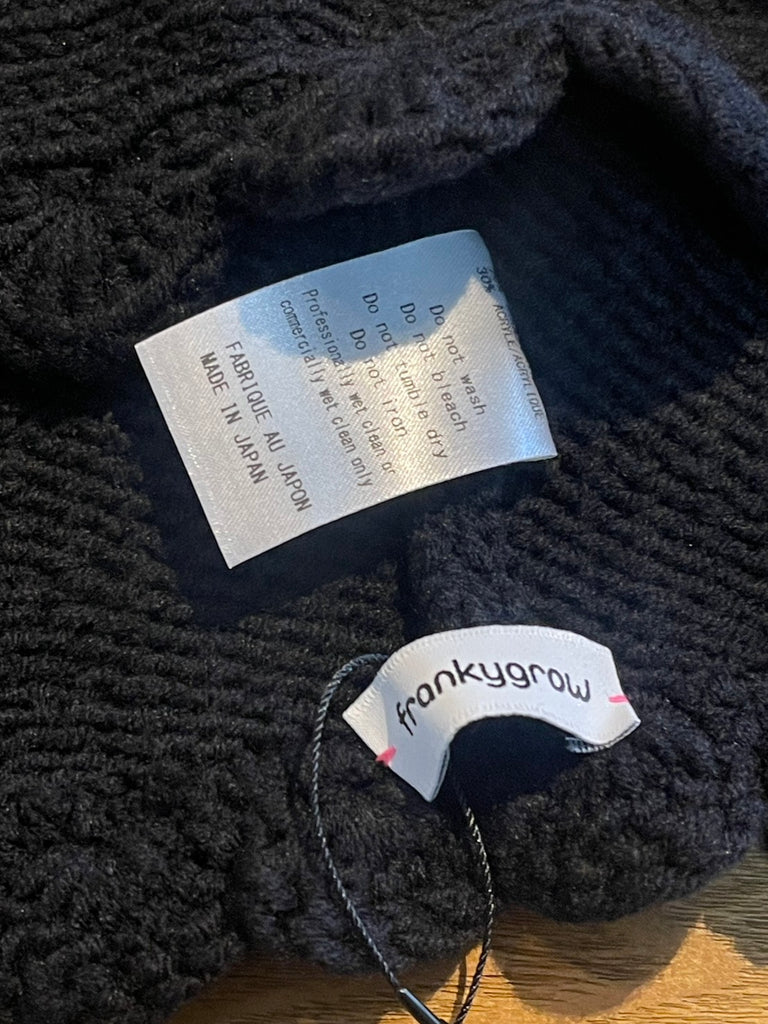 30% ACRYLE/ACRYLIQUE
Do not wash
Do not bleach
Do not tumble dry
Do not iron
Professionally wet clean or
commercially wet clean only
FABRIQUE AU JAPON
MADE IN JAPAN
frankygrow